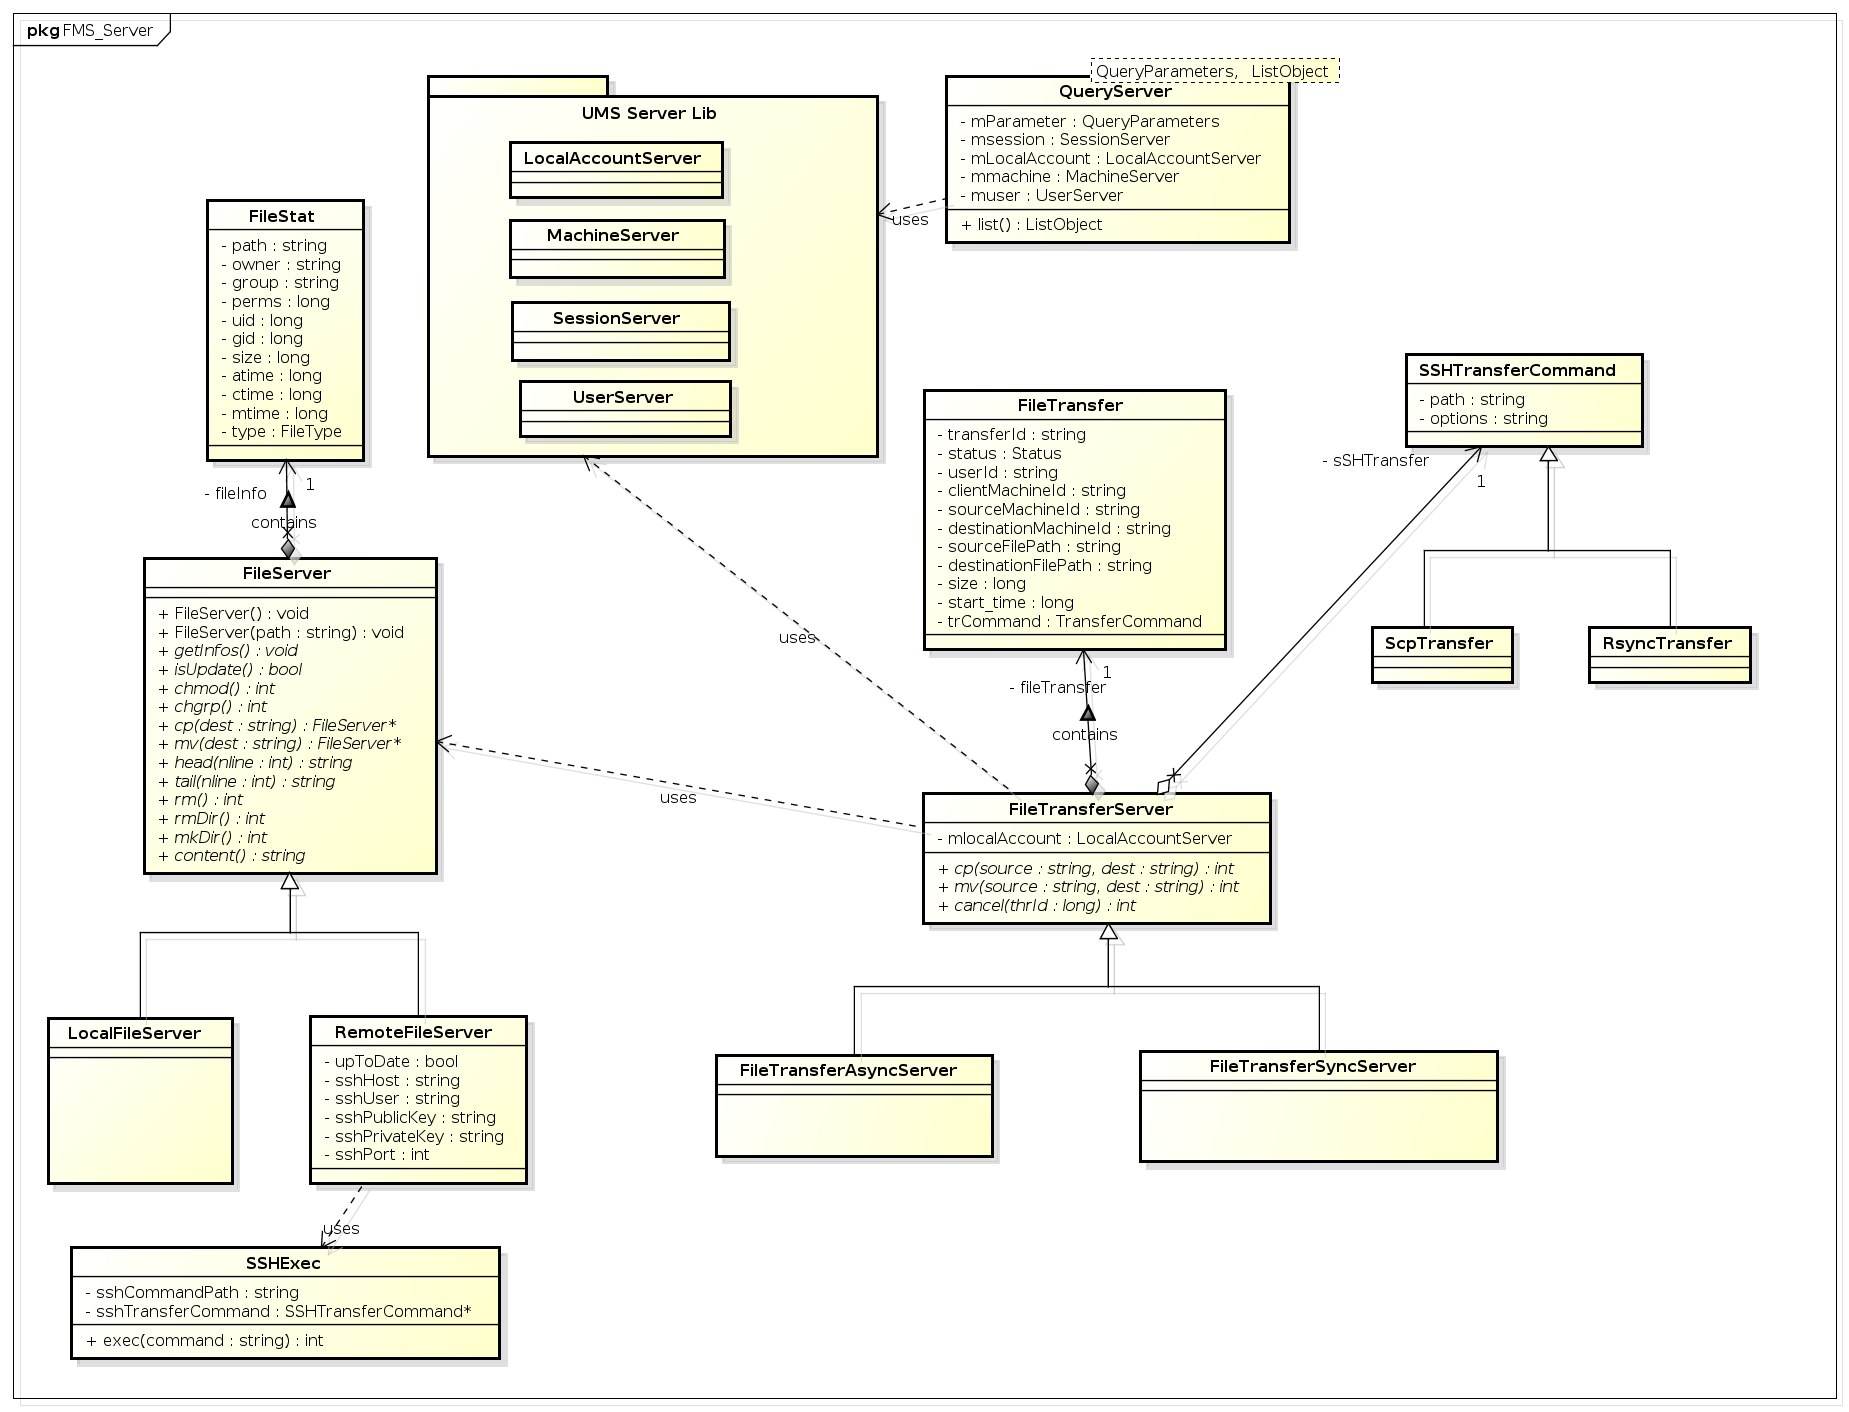 pkg FMS_Server
QueryParameters, ListObject
QueryServer
- mParameter : QueryParameters
- msession : SessionServer
- mLocalAccount : LocalAccountServer
- mmachine : MachineServer
- muser : UserServer
+ list() : ListObject
uses
UMS Server Lib
LocalAccountServer
MachineServer
SessionServer
UserServer
FileStat
- path : string
- owner : string
- group : string
- perms : long
- uid : long
- gid : long
- size : long
- atime : long
- ctime : long
- mtime : long
- type : FileType
1
- fileInfo
contains
FileServer
+ FileServer() : void
+ FileServer(path : string) : void
+ getInfos() : void
+ isUpdate() : bool
+ chmod() : int
+ chgrp() : int
+ cp(dest : string) : FileServer*
+ mv(dest : string) : FileServer*
+ head(nline : int) : string
+ tail(nline : int) : string
+ rm() : int
+ rmDir() : int
+ mkDir() : int
+ content() : string
FileTransfer
- transferId : string
- status : Status
- userId : string
- clientMachineId : string
- sourceMachineId : string
- destinationMachineId : string
- sourceFilePath : string
- destinationFilePath : string
- size : long
- start_time : long
- trCommand : TransferCommand
SSHTransferCommand
- path : string
- options : string
- sSHTransfer
1
ScpTransfer
RsyncTransfer
uses
1
- fileTransfer
contains
uses
FileTransferServer
- mlocalAccount : LocalAccountServer
+ cp(source : string, dest : string) : int
+ mv(source : string, dest : string) : int
+ cancel(thrId : long) : int
LocalFileServer
RemoteFileServer
- upToDate : bool
- sshHost : string
- sshUser : string
- sshPublicKey : string
- sshPrivateKey : string
- sshPort : int
FileTransferAsyncServer
FileTransferSyncServer
uses
SSHExec
- sshCommandPath : string
- sshTransferCommand : SSHTransferCommand*
+ exec(command : string) : int